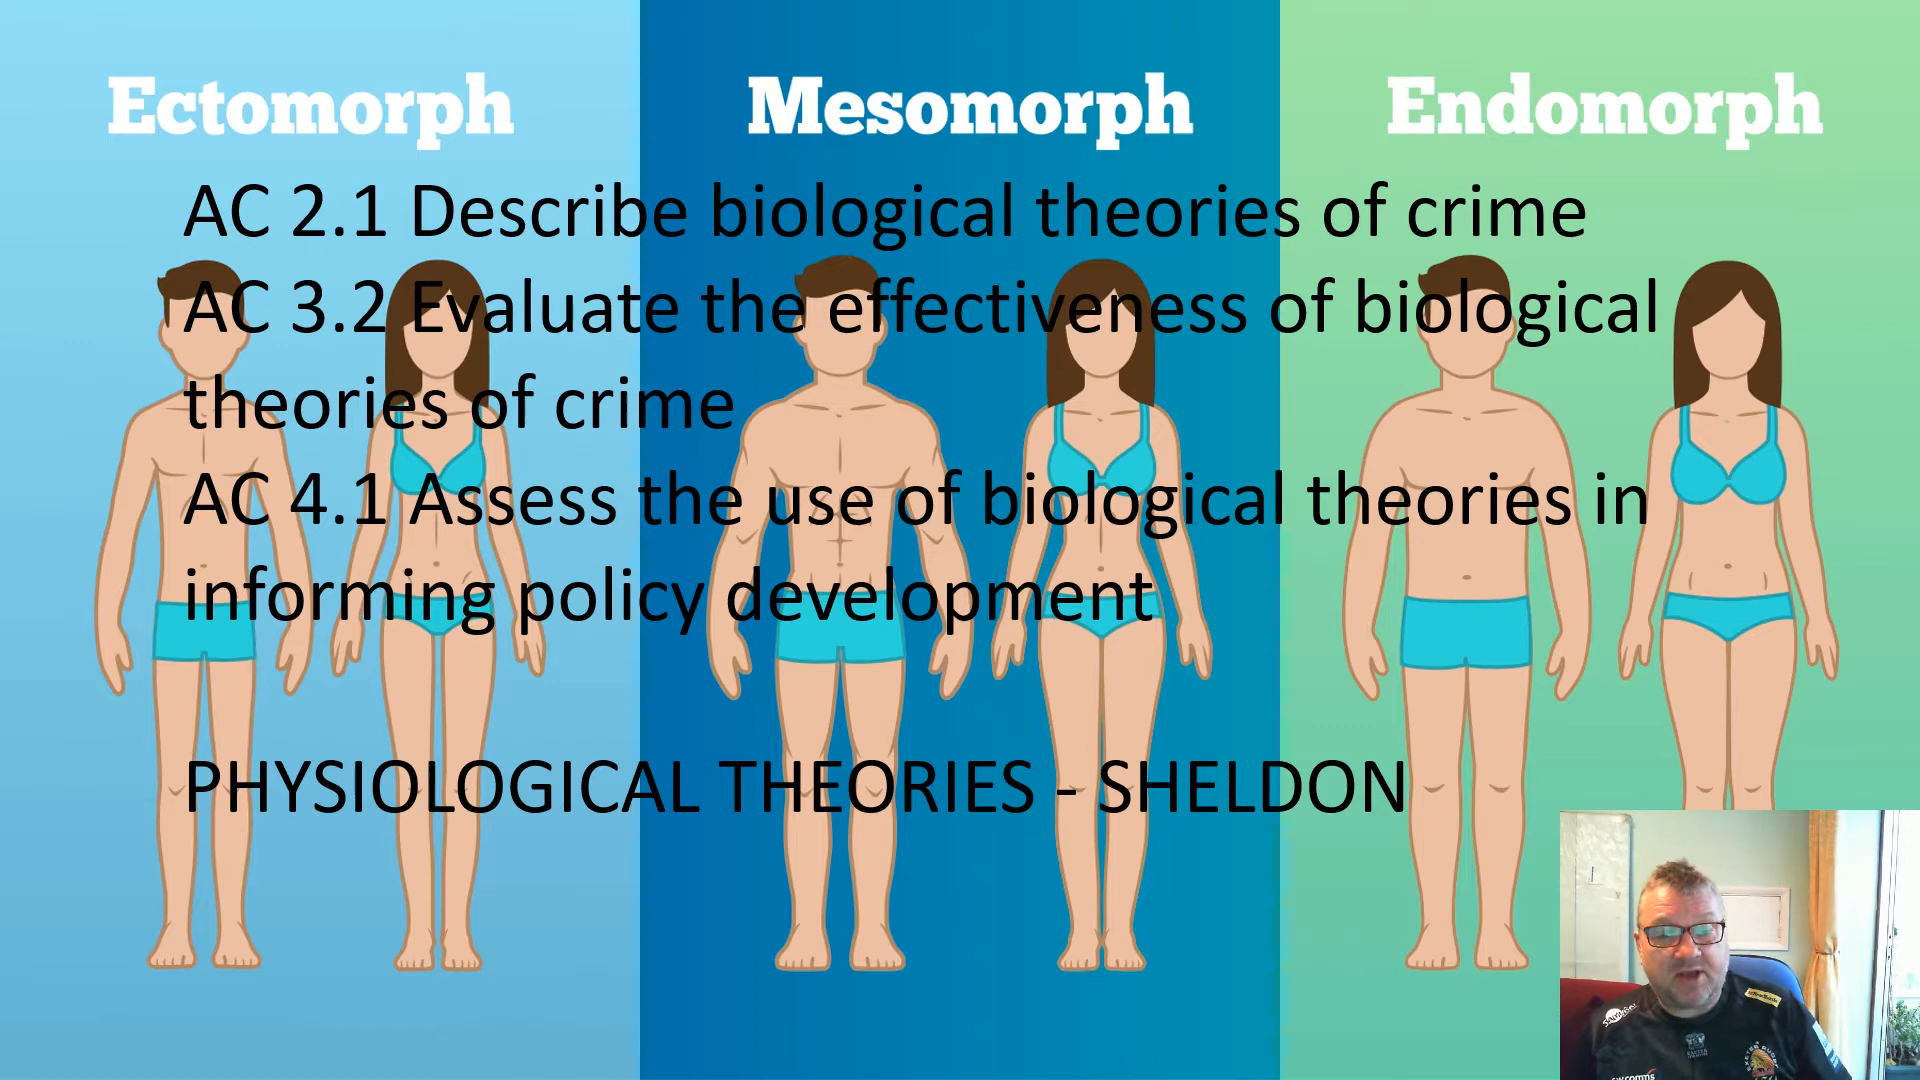 Ectomorph Mesomorph Endomorph
AC 2.1 Describe biological theories of crime
AC 3.2 Evaluate the effectiveness of biological
theories of crime
AC 4.1 Assess the use of biological theories in
informing policy development
PHYSIOLOGICAL THEORIES - SHELDON